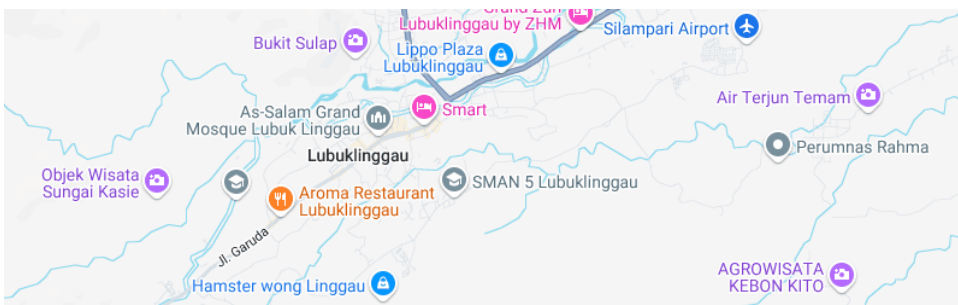 Grand Zuri
Lubuklinggau by ZHM
Bukit Sulap
Lippo Plaza
Lubuklinggau
Silampari Airport
As-Salam Grand
Mosque Lubuk Linggau
Smart
Air Terjun Temam
Lubuklinggau
Perumnas Rahma
Objek Wisata
Sungai Kasie
Aroma Restaurant
Lubuklinggau
SMAN 5 Lubuklinggau
Jl. Garuda
Hamster wong Linggau
AGROWISATA
KEBON KITO